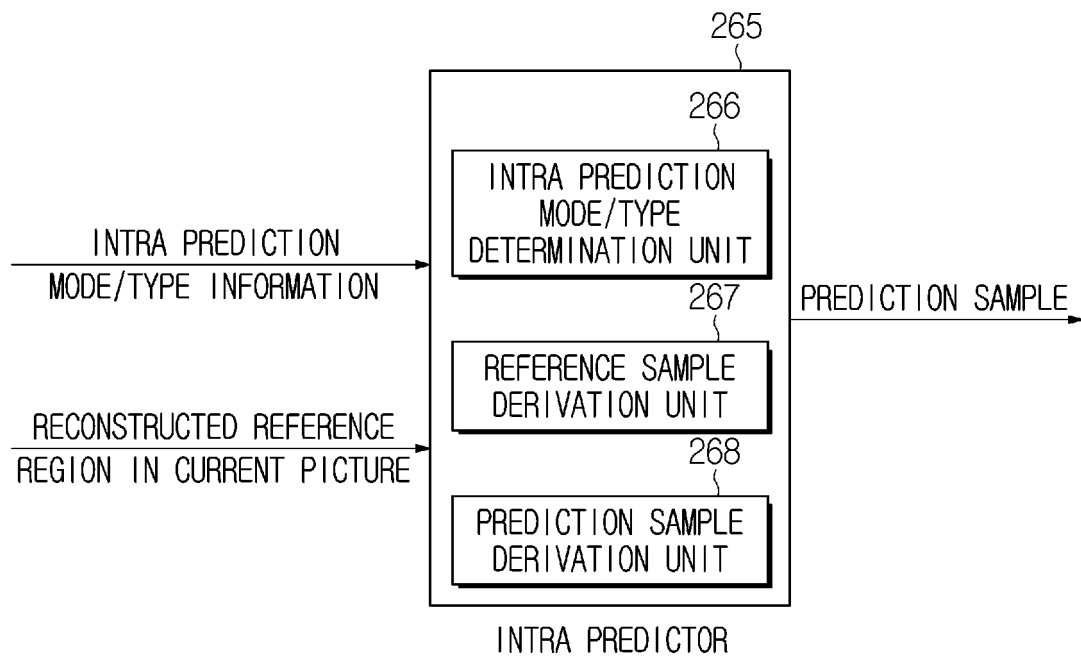 265
266
INTRA PREDICTION
MODE/TYPE
DETERMINATION UNIT
INTRA PREDICTION
MODE/TYPE INFORMATION
267
PREDICTION SAMPLE
REFERENCE SAMPLE
DERIVATION UNIT
RECONSTRUCTED REFERENCE
REGION IN CURRENT PICTURE
268
PREDICTION SAMPLE
DERIVATION UNIT
INTRA PREDICTOR